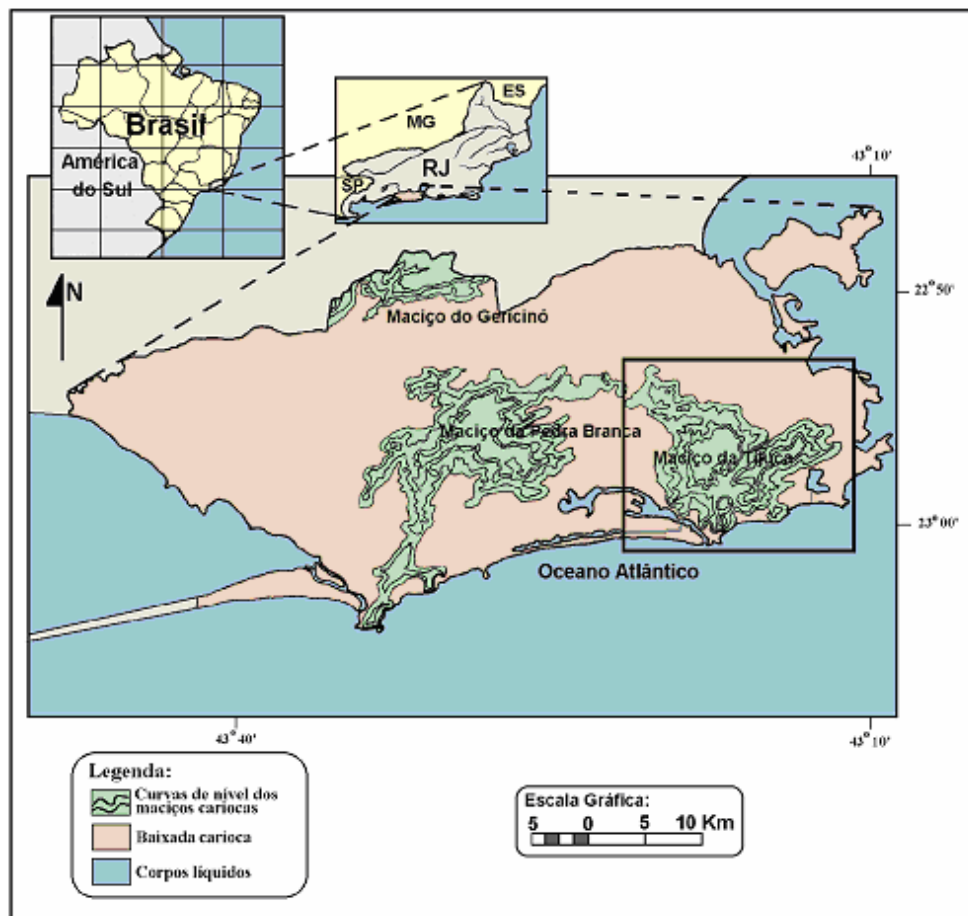 Brasil
América
do Sul
ES
MG
RJ
SP
43°10'
N
22°50'
Maciço do Gericinó
Maciço da Pedra Branca
Maciço da Tijuca
23°00'
Oceano Atlântico
43°40'
43°10'
Legenda:
Curvas de nível dos
maciços cariocas
Baixada carioca
Corpos líquidos
Escala Gráfica:
5 0 5 10 Km